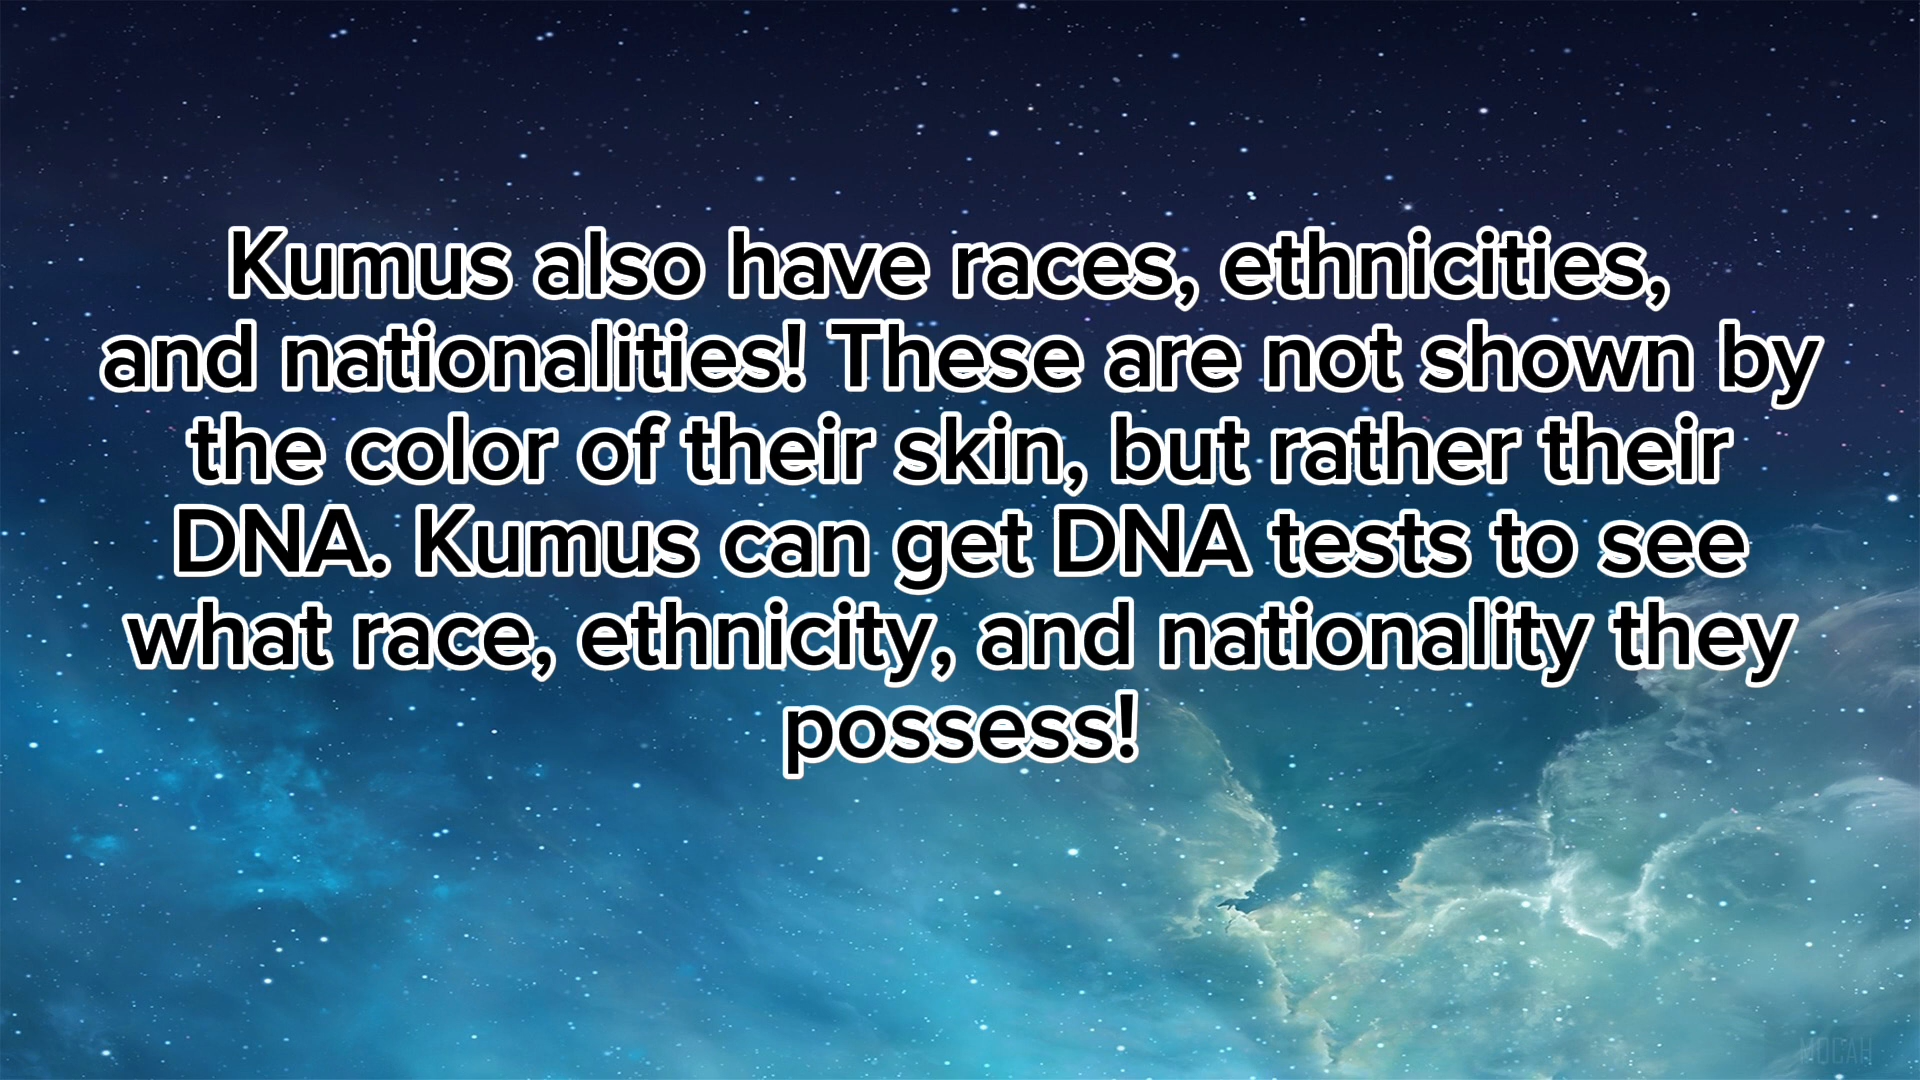 Kumus also have races, ethnicities,
and nationalities! These are not shown by
the color of their skin, but rather their
DNA. Kumus can get DNA tests to see
what race, ethnicity, and nationality they
possess!
MOCAH